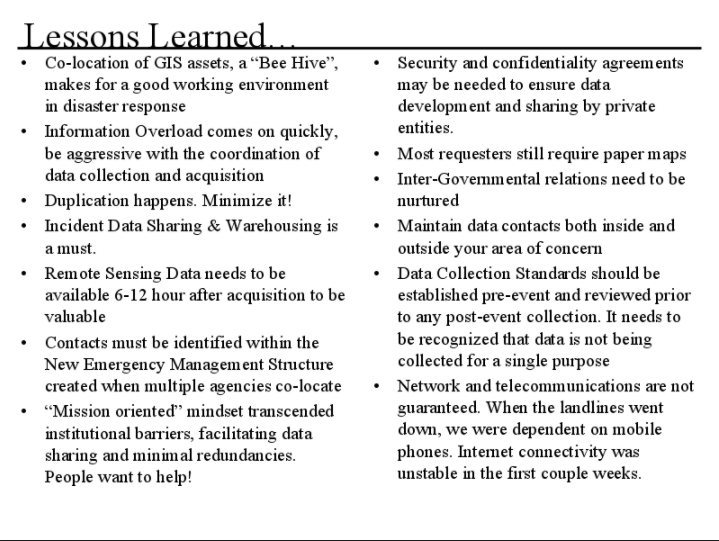 Lessons Learned...
• Co-location of GIS assets, a “Bee Hive”,
makes for a good working environment
in disaster response
• Information Overload comes on quickly,
be aggressive with the coordination of
data collection and acquisition
• Duplication happens. Minimize it!
• Incident Data Sharing & Warehousing is
a must.
• Remote Sensing Data needs to be
available 6-12 hour after acquisition to be
valuable
• Contacts must be identified within the
New Emergency Management Structure
created when multiple agencies co-locate
• “Mission oriented” mindset transcended
institutional barriers, facilitating data
sharing and minimal redundancies.
People want to help!
• Security and confidentiality agreements
may be needed to ensure data
development and sharing by private
entities.
• Most requesters still require paper maps
• Inter-Governmental relations need to be
nurtured
• Maintain data contacts both inside and
outside your area of concern
• Data Collection Standards should be
established pre-event and reviewed prior
to any post-event collection. It needs to
be recognized that data is not being
collected for a single purpose
• Network and telecommunications are not
guaranteed. When the landlines went
down, we were dependent on mobile
phones. Internet connectivity was
unstable in the first couple weeks.